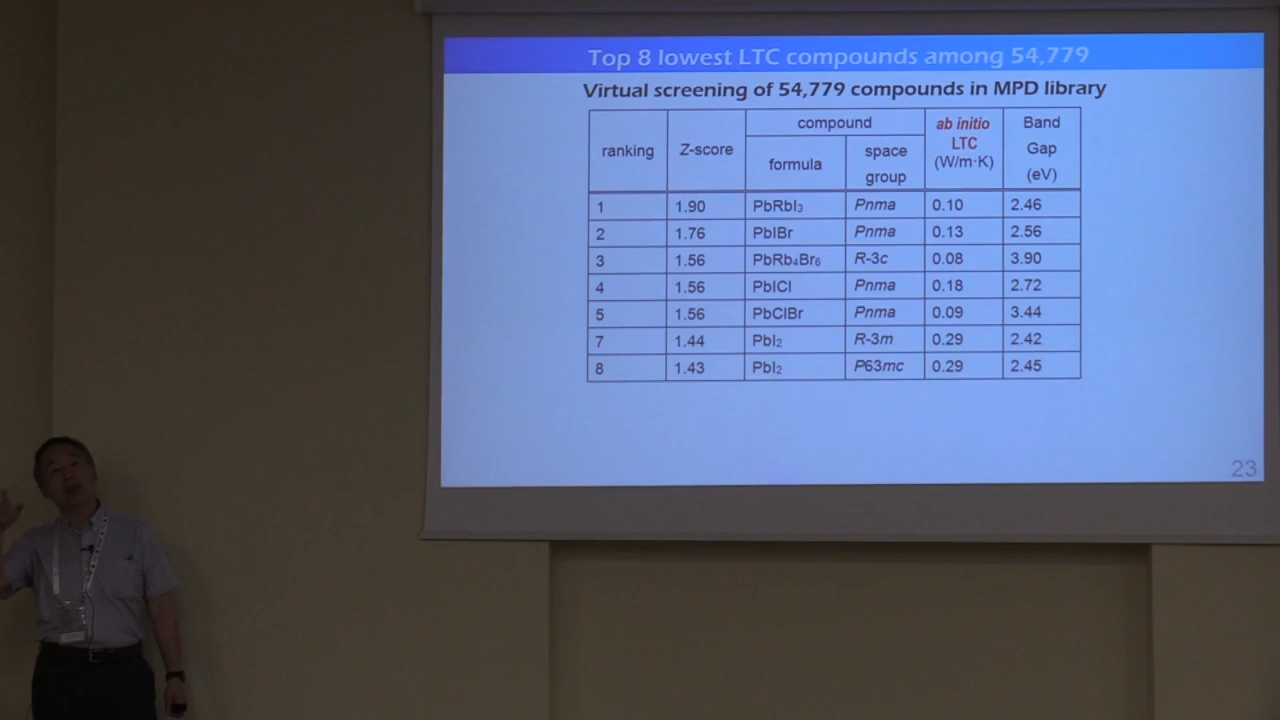 Top 8 lowest LTC compounds among 54,779
Virtual screening of 54,779 compounds in MPD library
ranking Z-score compound ab initio LTC (W/m·K) Band Gap (eV)
formula space group
1 1.90 PbRbI₃ Pnma 0.10 2.46
2 1.76 PbIBr Pnma 0.13 2.56
3 1.56 PbRb₄Br₆ R-3c 0.08 3.90
4 1.56 PbICl Pnma 0.18 2.72
5 1.56 PbClBr Pnma 0.09 3.44
7 1.44 PbI₂ R-3m 0.29 2.42
8 1.43 PbI₂ P63mc 0.29 2.45
23